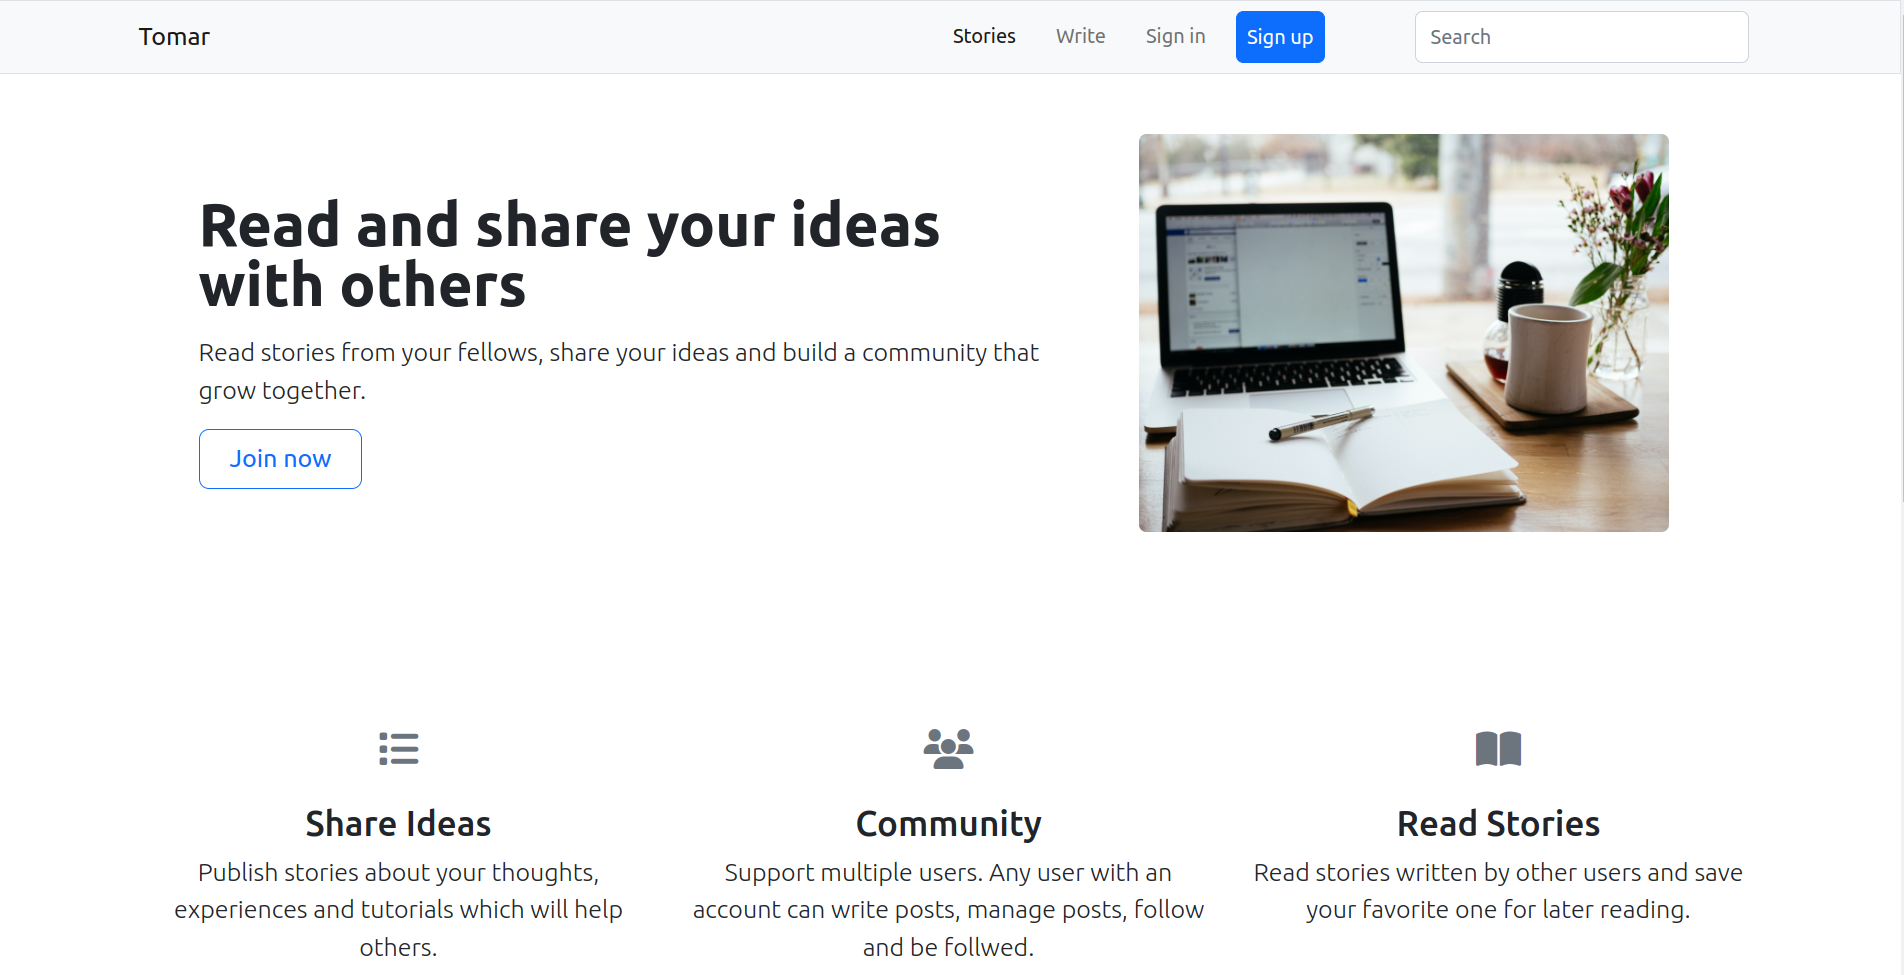 Tomar
Stories
Write
Sign in
Sign up
Search
Read and share your ideas
with others
Read stories from your fellows, share your ideas and build a community that
grow together.
Join now
Share Ideas
Publish stories about your thoughts,
experiences and tutorials which will help
others.
Community
Support multiple users. Any user with an
account can write posts, manage posts, follow
and be follwed.
Read Stories
Read stories written by other users and save
your favorite one for later reading.